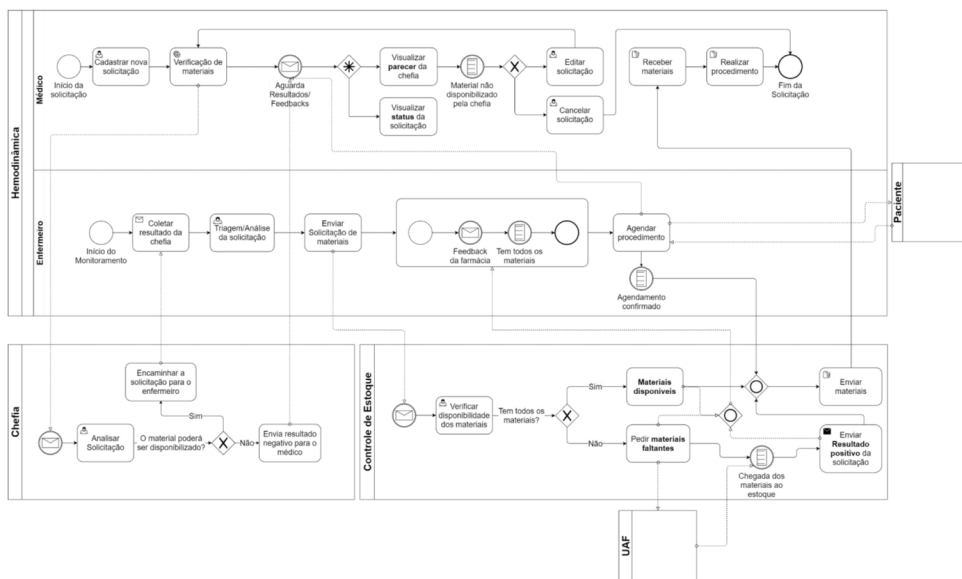 Hemodinâmica
Médico
Início da
solicitação
Cadastrar nova
solicitação
Verificação de
materiais
Aguarda
Resultados/
Feedbacks
Visualizar
parecer da
chefia
Visualizar
status da
solicitação
Material não
disponibilizado
pela chefia
Editar
solicitação
Cancelar
solicitação
Receber
materiais
Realizar
procedimento
Fim da
Solicitação
Enfermeiro
Início do
Monitoramento
Coletar
resultado da
chefia
Triagem/Análise
da solicitação
Enviar
Solicitação de
materiais
Feedback
da farmácia
Tem todos os
materiais
Agendar
procedimento
Agendamento
confirmado
Paciente
Chefia
Encaminhar a
solicitação para o
enfermeiro
Analisar
Solicitação
O material poderá
ser disponibilizado?
Sim
Não
Envia resultado
negativo para o
médico
Controle de Estoque
Verificar
disponibilidade
dos materiais
Tem todos os
materiais?
Sim
Não
Materiais
disponíveis
Pedir materiais
faltantes
Chegada dos
materiais ao
estoque
Enviar
materiais
Enviar
Resultado
positivo da
solicitação
UAF